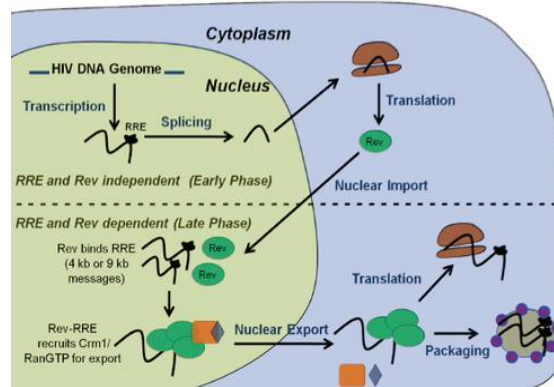 Cytoplasm
HIV DNA Genome
Nucleus
Transcription
RRE
Splicing
Translation
Rev
RRE and Rev independent (Early Phase)
Nuclear Import
RRE and Rev dependent (Late Phase)
Rev binds RRE
(4 kb or 9 kb
messages)
Rev
Rev
Translation
Rev-RRE
recruits Crm1/
RanGTP for export
Nuclear Export
Packaging